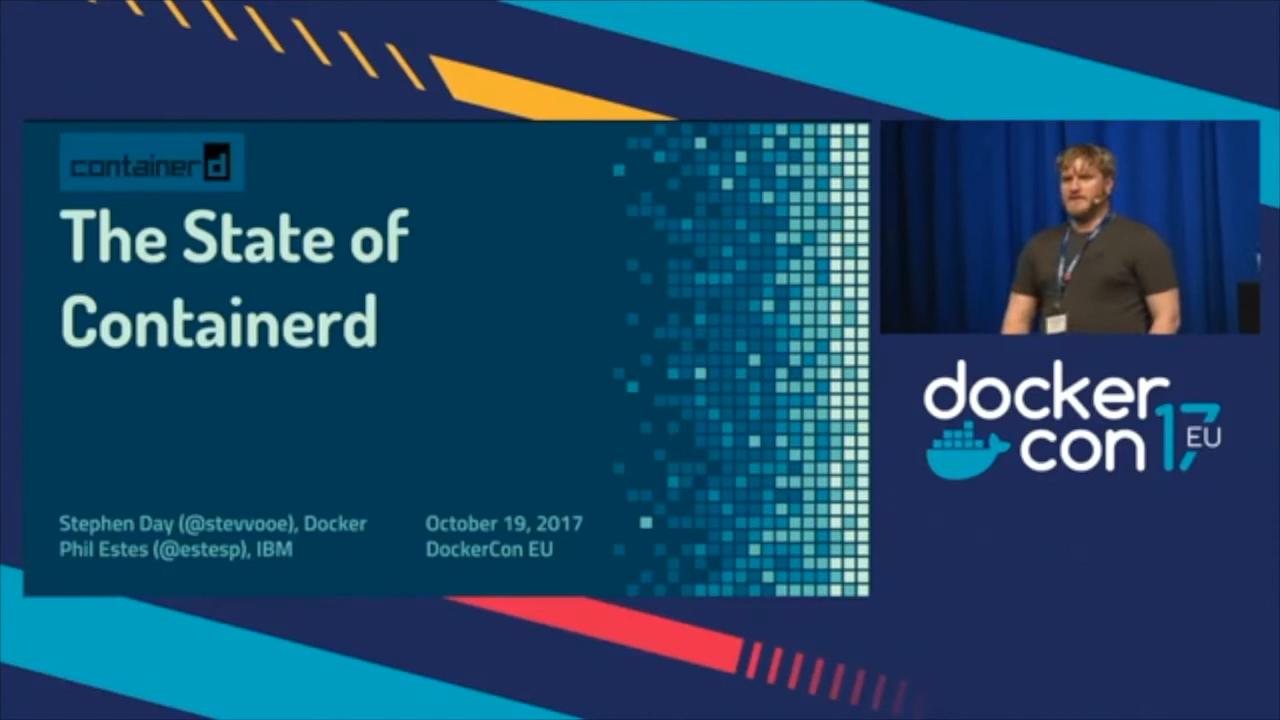 containerd
The State of
Containerd
Stephen Day (@stevvooe), Docker
Phil Estes (@estesp), IBM
October 19, 2017
DockerCon EU
docker
con 17 EU